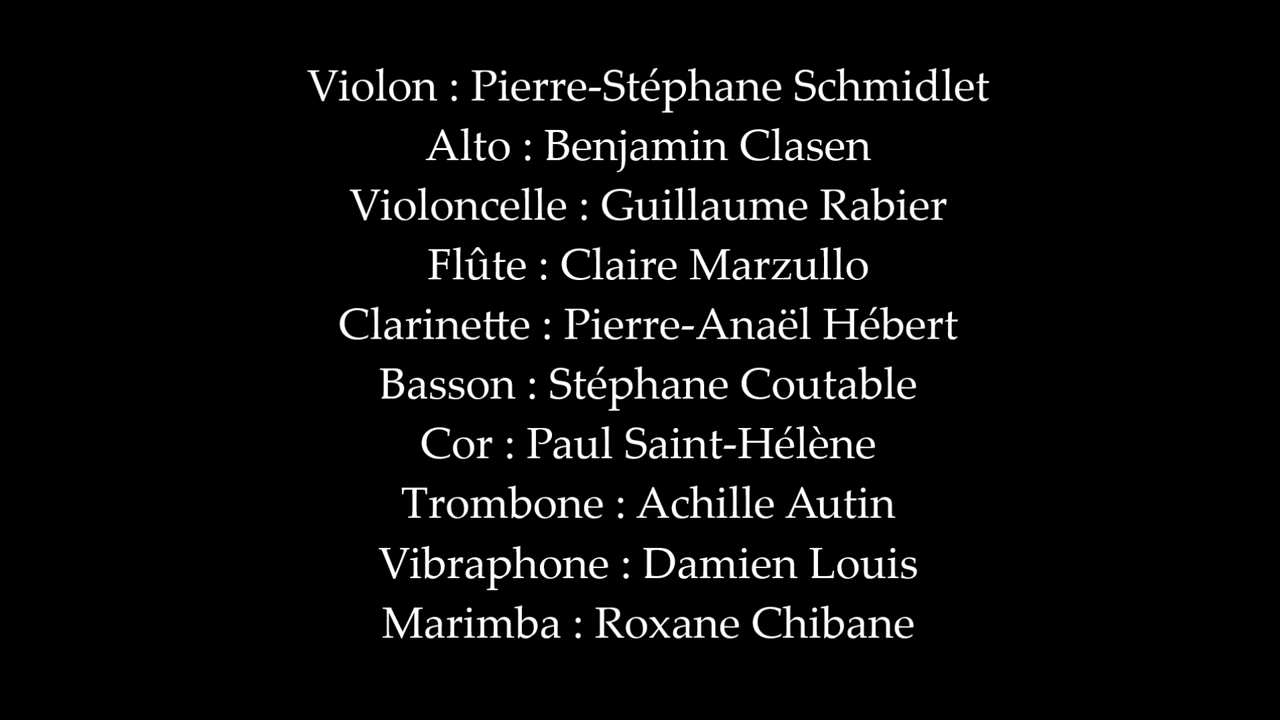 Violon : Pierre-Stéphane Schmidlet
Alto : Benjamin Clasen
Violoncelle : Guillaume Rabier
Flûte : Claire Marzullo
Clarinette : Pierre-Anaël Hébert
Basson : Stéphane Coutable
Cor : Paul Saint-Hélène
Trombone : Achille Autin
Vibraphone : Damien Louis
Marimba : Roxane Chibane